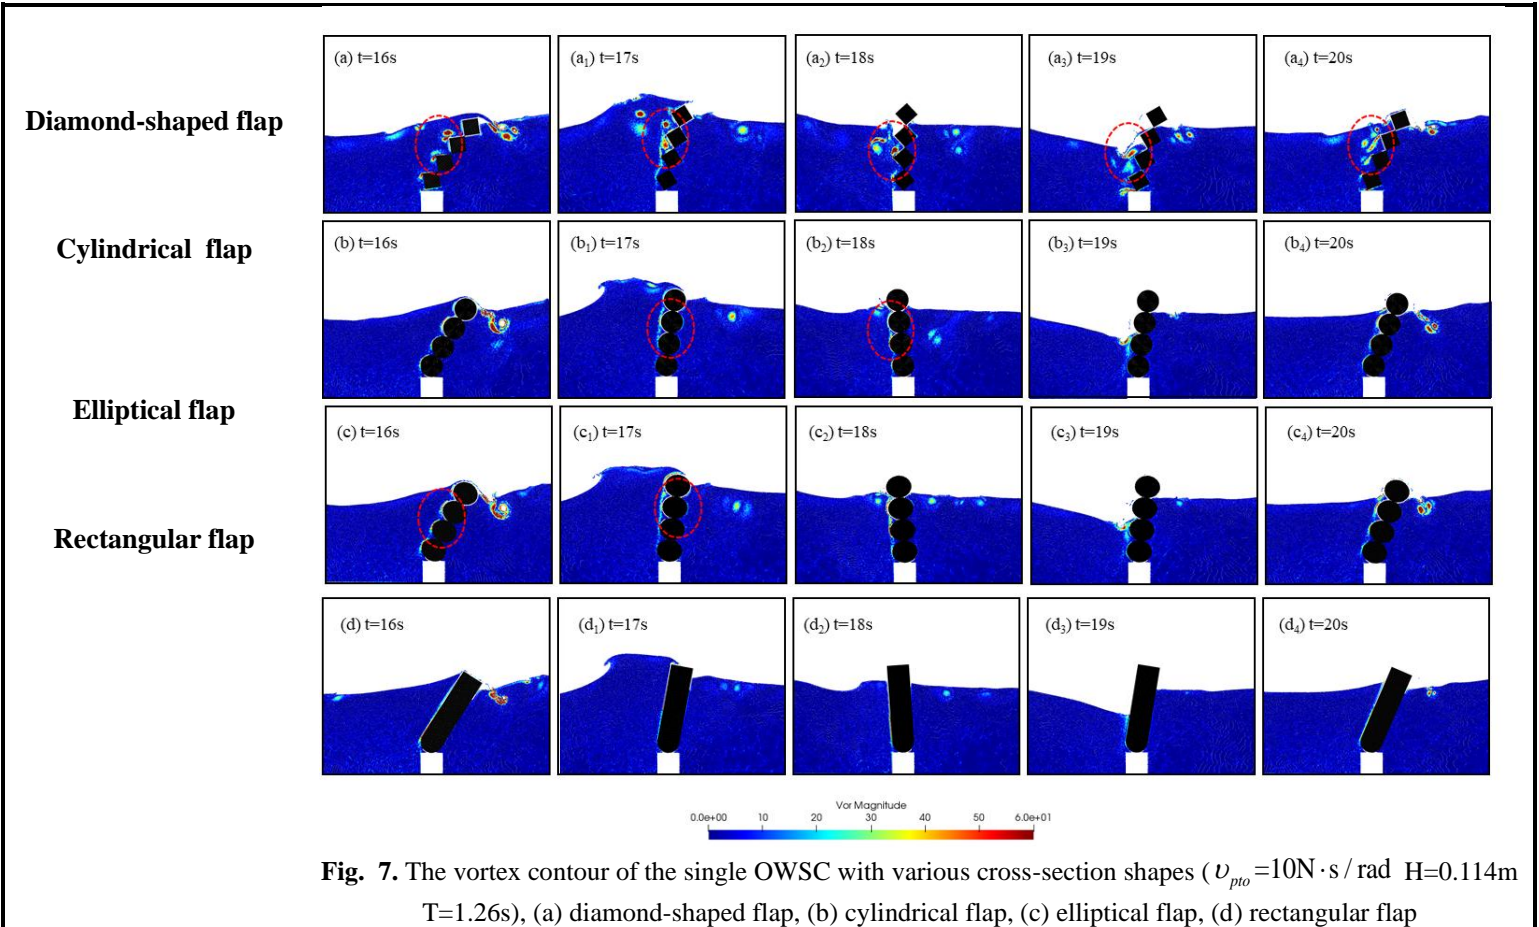 (a) t=16s (a₁) t=17s (a₂) t=18s (a₃) t=19s (a₄) t=20s
Diamond-shaped flap
Cylindrical flap
(b) t=16s (b₁) t=17s (b₂) t=18s (b₃) t=19s (b₄) t=20s
Elliptical flap
(c) t=16s (c₁) t=17s (c₂) t=18s (c₃) t=19s (c₄) t=20s
Rectangular flap
(d) t=16s (d₁) t=17s (d₂) t=18s (d₃) t=19s (d₄) t=20s
Vor Magnitude
0.0e+00 10 20 30 40 50 6.0e+01
Fig. 7. The vortex contour of the single OWSC with various cross-section shapes (υpto=10N·s/rad H=0.114m
T=1.26s), (a) diamond-shaped flap, (b) cylindrical flap, (c) elliptical flap, (d) rectangular flap